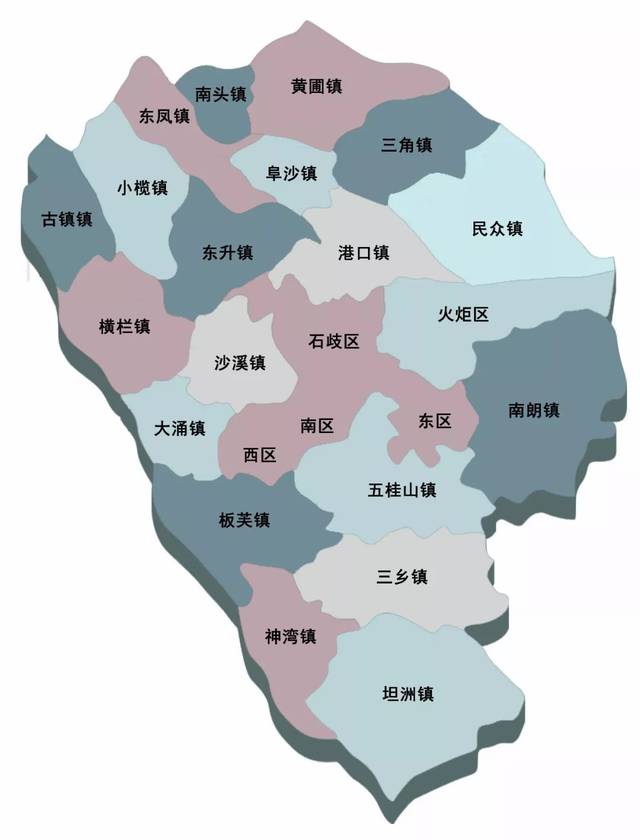 黄圃镇
南头镇
东凤镇
三角镇
阜沙镇
小榄镇
古镇镇
民众镇
东升镇
港口镇
火炬区
横栏镇
石歧区
沙溪镇
南朗镇
东区
南区
大涌镇
西区
五桂山镇
板芙镇
三乡镇
神湾镇
坦洲镇